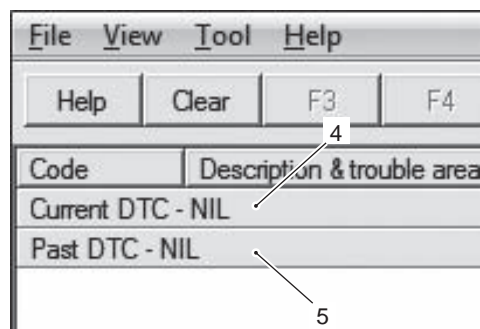 File View Tool Help
Help Clear F3 F4
4
Code Description & trouble area
Current DTC - NIL
Past DTC - NIL
5